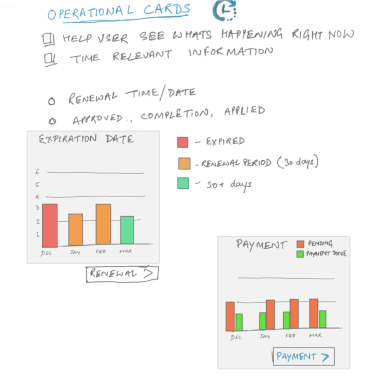 OPERATIONAL CARDS
HELP USER SEE WHATS HAPPENING RIGHT NOW
TIME RELEVANT INFORMATION
RENEWAL TIME/DATE
APPROVED, COMPLETION, APPLIED
EXPIRATION DATE
6
5
4
3
2
1
DEC JAN FEB MAR
RENEWAL >
- EXPIRED
- RENEWAL PERIOD (30 days)
- 30+ days
PAYMENT
PENDING
PAYMENT DONE
DEC JAN FEB MAR
PAYMENT >